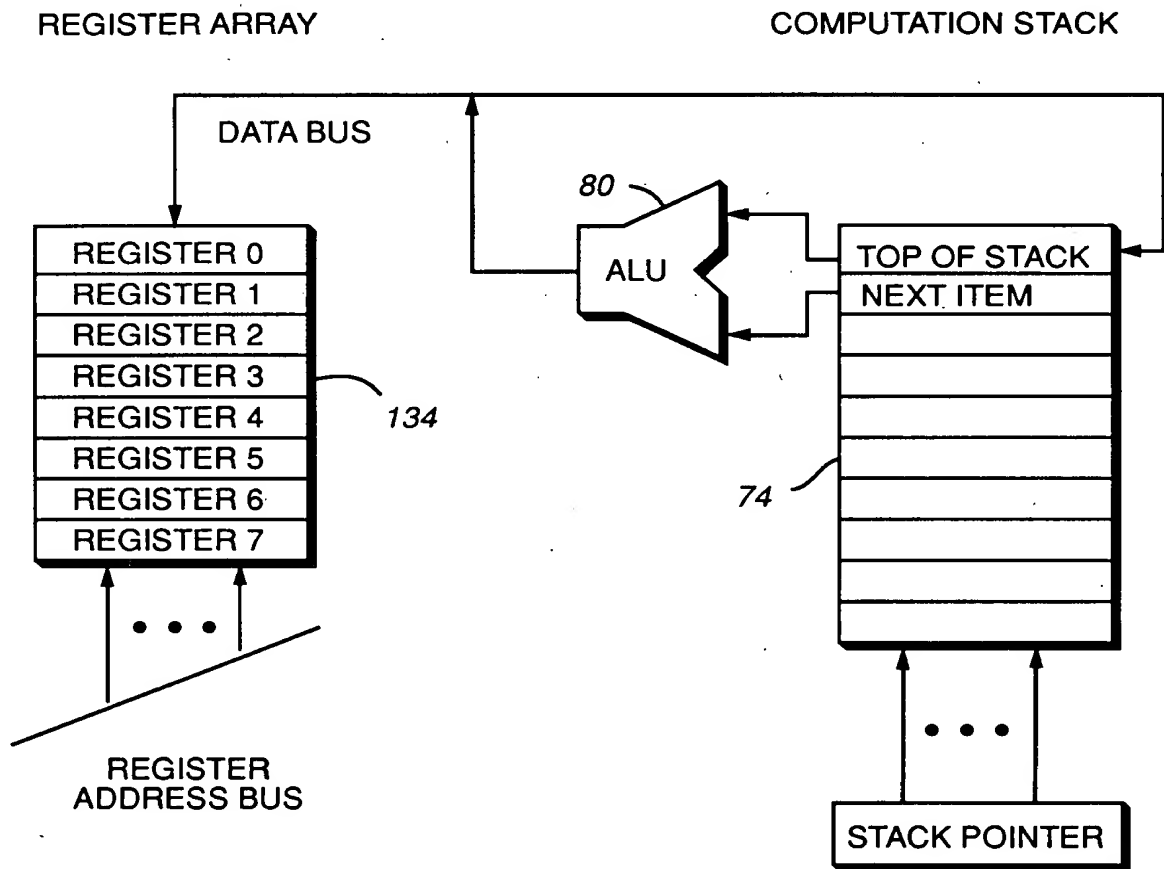 REGISTER ARRAY
COMPUTATION STACK
DATA BUS
80
REGISTER 0
REGISTER 1
REGISTER 2
REGISTER 3
REGISTER 4
REGISTER 5
REGISTER 6
REGISTER 7
134
ALU
TOP OF STACK
NEXT ITEM
74
REGISTER
ADDRESS BUS
STACK POINTER